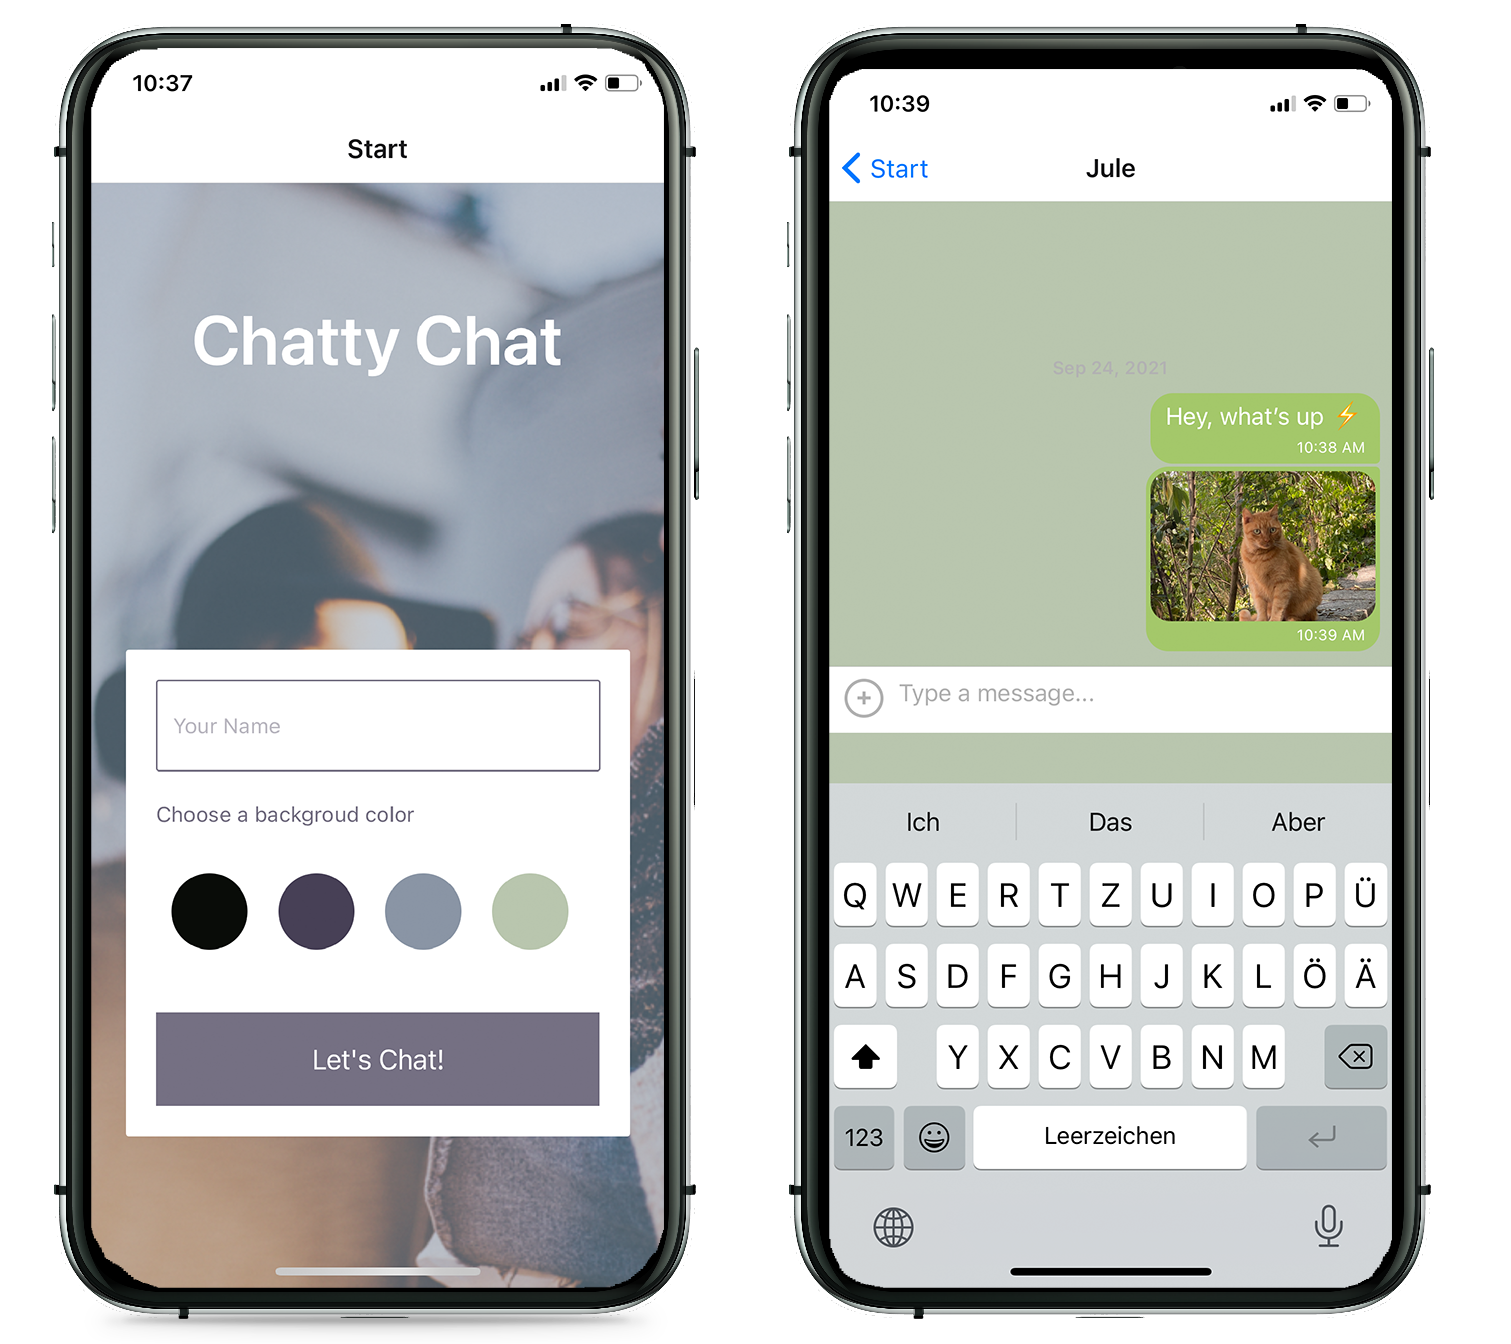 10:37
Start
Chatty Chat
Your Name
Choose a backgroud color
Let's Chat!
10:39
Start
Jule
Sep 24, 2021
Hey, what's up ⚡
10:38 AM
10:39 AM
Type a message...
Ich Das Aber
Q W E R T Z U I O P Ü
A S D F G H J K L Ö Ä
Y X C V B N M
123 Leerzeichen